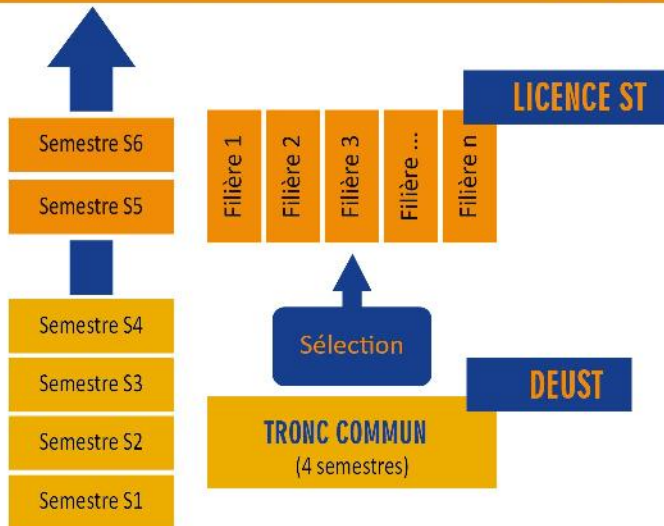 LICENCE ST
Semestre S6
Semestre S5
Filière 1
Filière 2
Filière 3
Filière ...
Filière n
Semestre S4
Semestre S3
Semestre S2
Semestre S1
Sélection
DEUST
TRONC COMMUN
(4 semestres)